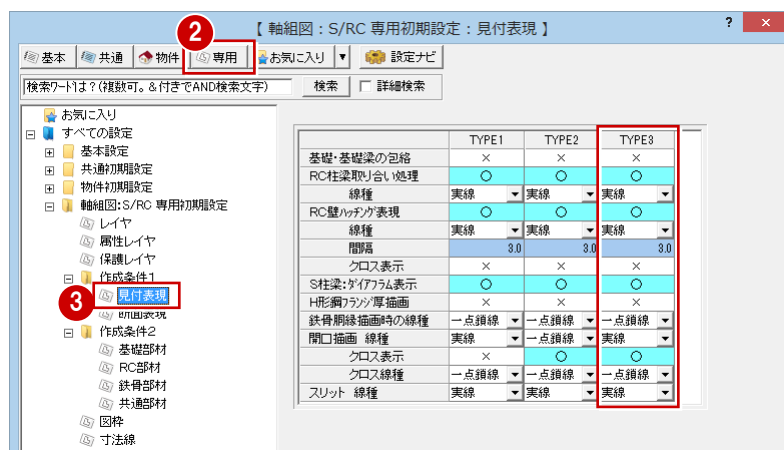 【 軸組図：S/RC 専用初期設定：見付表現 】
? ×
2
基本 共通 物件 専用 お気に入り ▼ 設定ナビ
検索ワードは？(複数可。&付きでAND検索文字) 検索 詳細検索
お気に入り
すべての設定
基本設定
共通初期設定
物件初期設定
軸組図:S/RC 専用初期設定
レイヤ
属性レイヤ
保護レイヤ
作成条件1
3
見付表現
断面表現
作成条件2
基礎部材
RC部材
鉄骨部材
共通部材
図枠
寸法線
TYPE1 TYPE2 TYPE3
基礎・基礎梁の包絡 × × ×
RC柱梁取り合い処理 ○ ○ ○
線種 実線 実線 実線
RC壁ハッチング表現 ○ ○ ○
線種 実線 実線 実線
間隔 3.0 3.0 3.0
クロス表示 × × ×
S柱梁:ダイアフラム表示 ○ ○ ○
H形鋼フランジ厚描画 × × ×
鉄骨胴縁描画時の線種 一点鎖線 一点鎖線 一点鎖線
開口描画 線種 実線 実線 実線
クロス表示 × ○ ○
クロス線種 一点鎖線 一点鎖線 一点鎖線
スリット 線種 実線 実線 実線